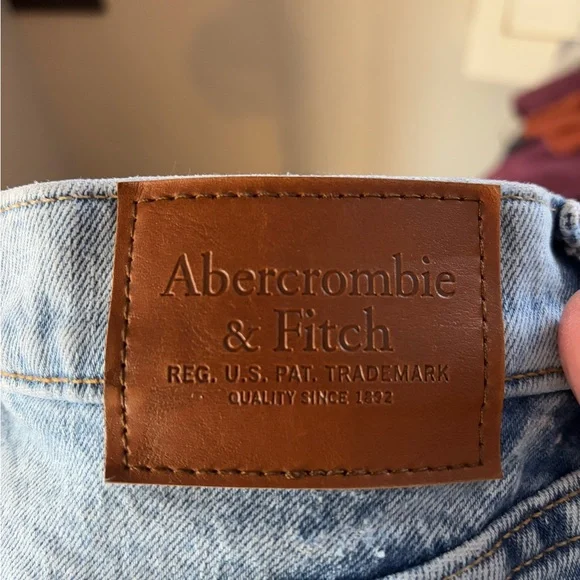 Abercrombie
& Fitch
REG. U.S. PAT. TRADEMARK
QUALITY SINCE 1892